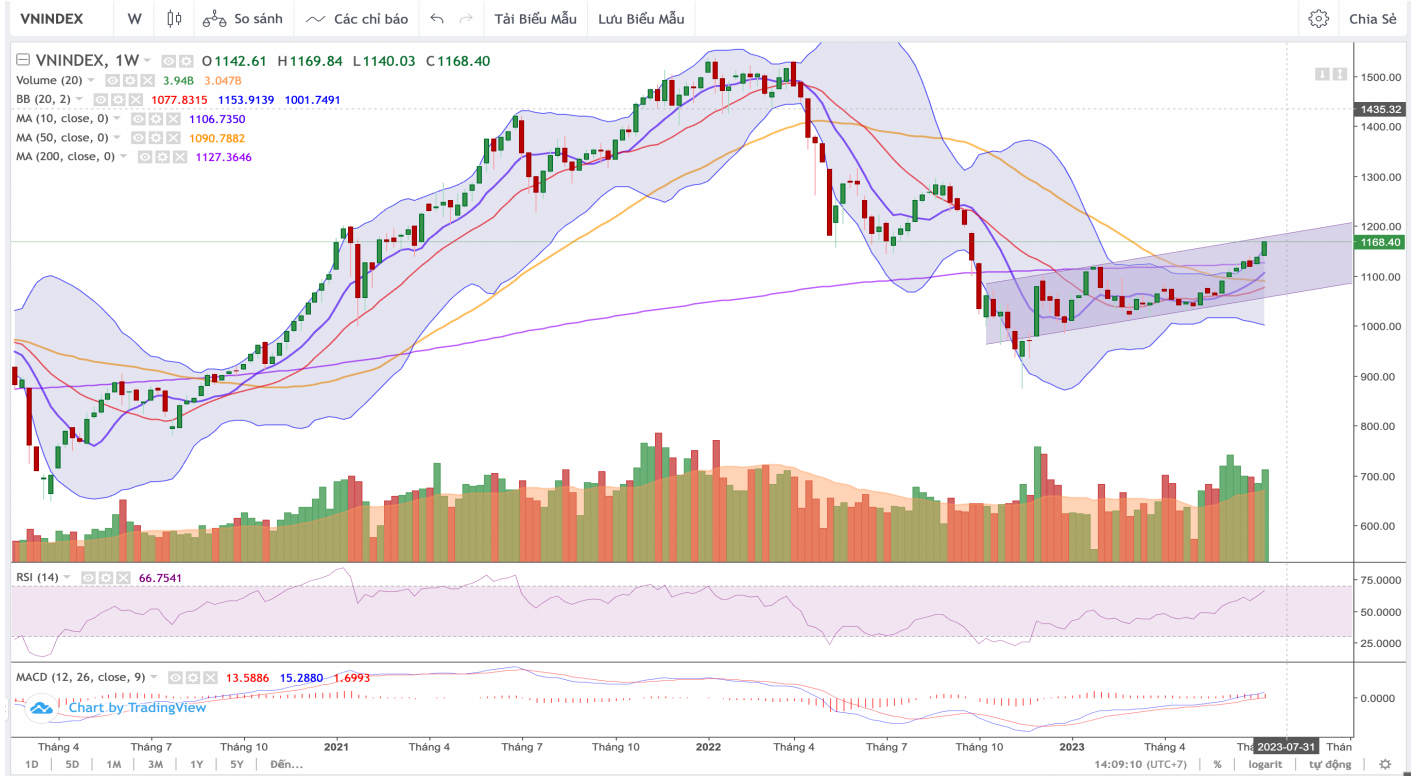 VNINDEX W So sánh Các chỉ báo Tải Biểu Mẫu Lưu Biểu Mẫu Chia Sẻ
VNINDEX, 1W O 1142.61 H 1169.84 L 1140.03 C 1168.40
Volume (20) 3.94B 3.047B
BB (20, 2) 1077.8315 1153.9139 1001.7491
MA (10, close, 0) 1106.7350
MA (50, close, 0) 1090.7882
MA (200, close, 0) 1127.3646
1500.00
1435.32
1400.00
1300.00
1200.00
1168.40
1100.00
1000.00
900.00
800.00
700.00
600.00
RSI (14) 66.7541
75.0000
50.0000
25.0000
MACD (12, 26, close, 9) 13.5886 15.2880 1.6993
0.0000
Chart by TradingView
Tháng 4 Tháng 7 Tháng 10 2021 Tháng 4 Tháng 7 Tháng 10 2022 Tháng 4 Tháng 7 Tháng 10 2023 Tháng 4 2023-07-31
1D 5D 1M 3M 1Y 5Y Đến... 14:09:10 (UTC+7) % logarit tự động